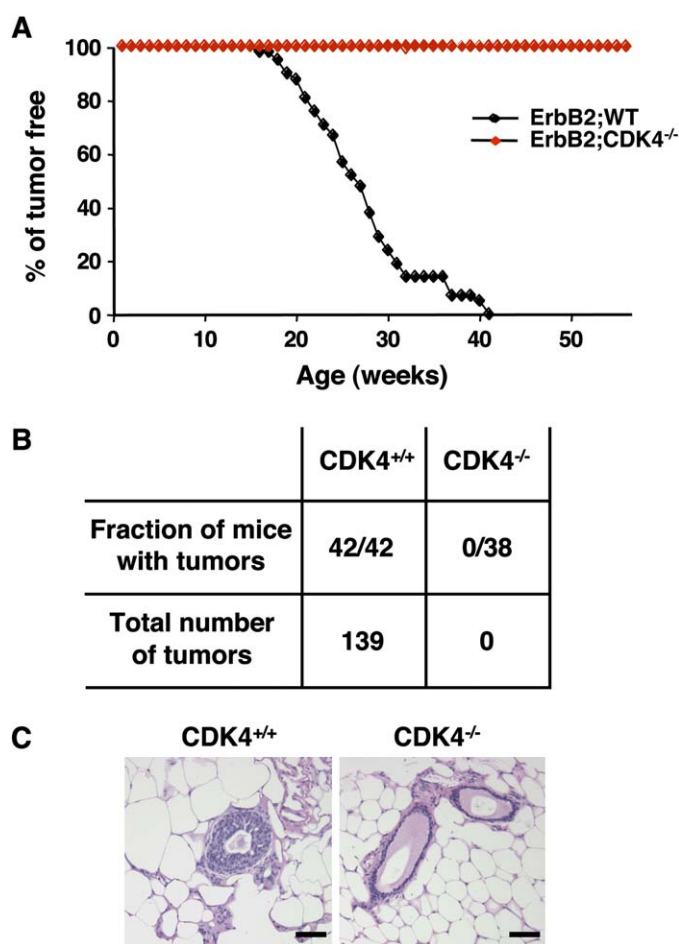 A
% of tumor free
100
80
60
40
20
0
0 10 20 30 40 50
Age (weeks)
ErbB2;WT
ErbB2;CDK4-/-
B
CDK4+/+ CDK4-/-
Fraction of mice
with tumors
42/42 0/38
Total number
of tumors
139 0
C
CDK4+/+ CDK4-/-